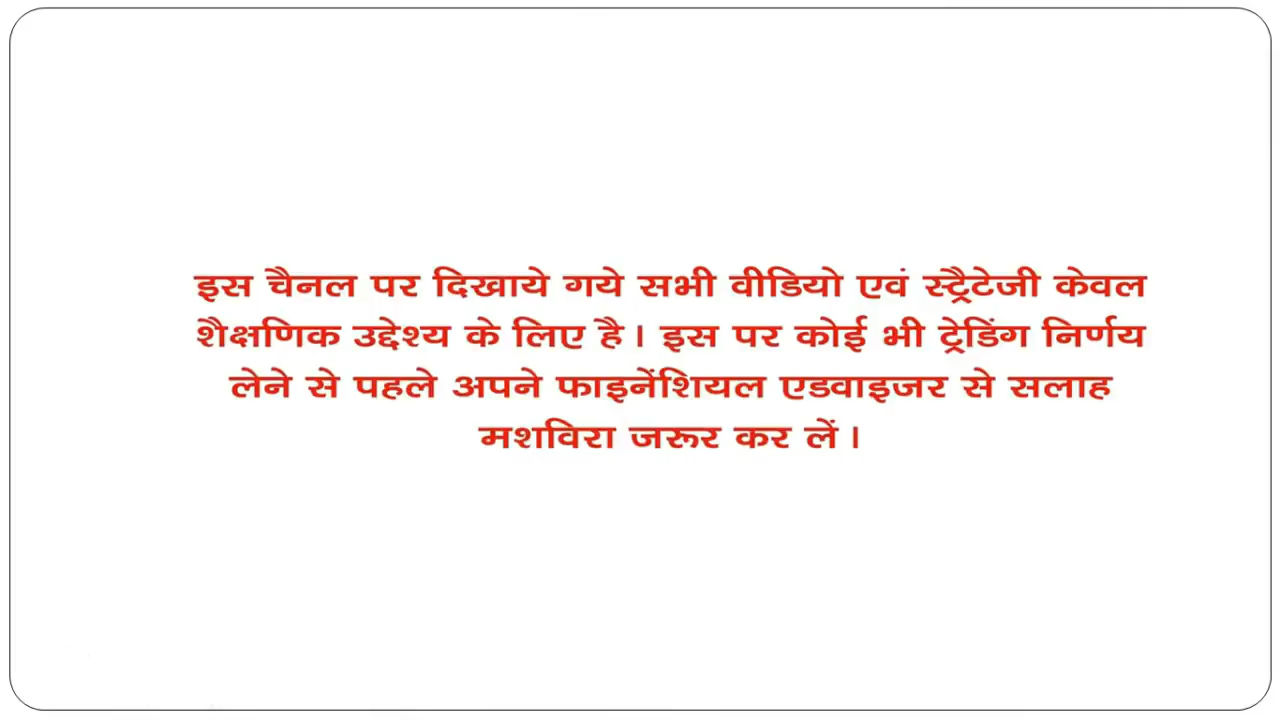 इस चैनल पर दिखाये गये सभी वीडियो एवं स्ट्रैटेजी केवल
शैक्षणिक उद्देश्य के लिए है। इस पर कोई भी ट्रेडिंग निर्णय
लेने से पहले अपने फाइनेंशियल एडवाइजर से सलाह
मशविरा जरूर कर लें।